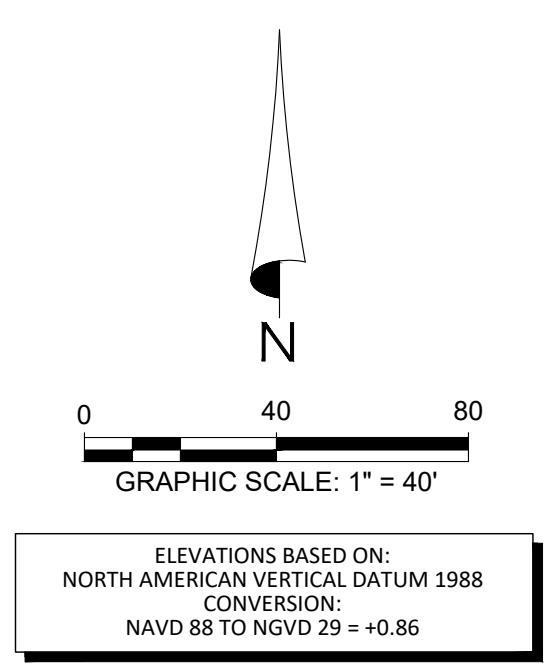 N
0 40 80
GRAPHIC SCALE: 1" = 40'
ELEVATIONS BASED ON:
NORTH AMERICAN VERTICAL DATUM 1988
CONVERSION:
NAVD 88 TO NGVD 29 = +0.86